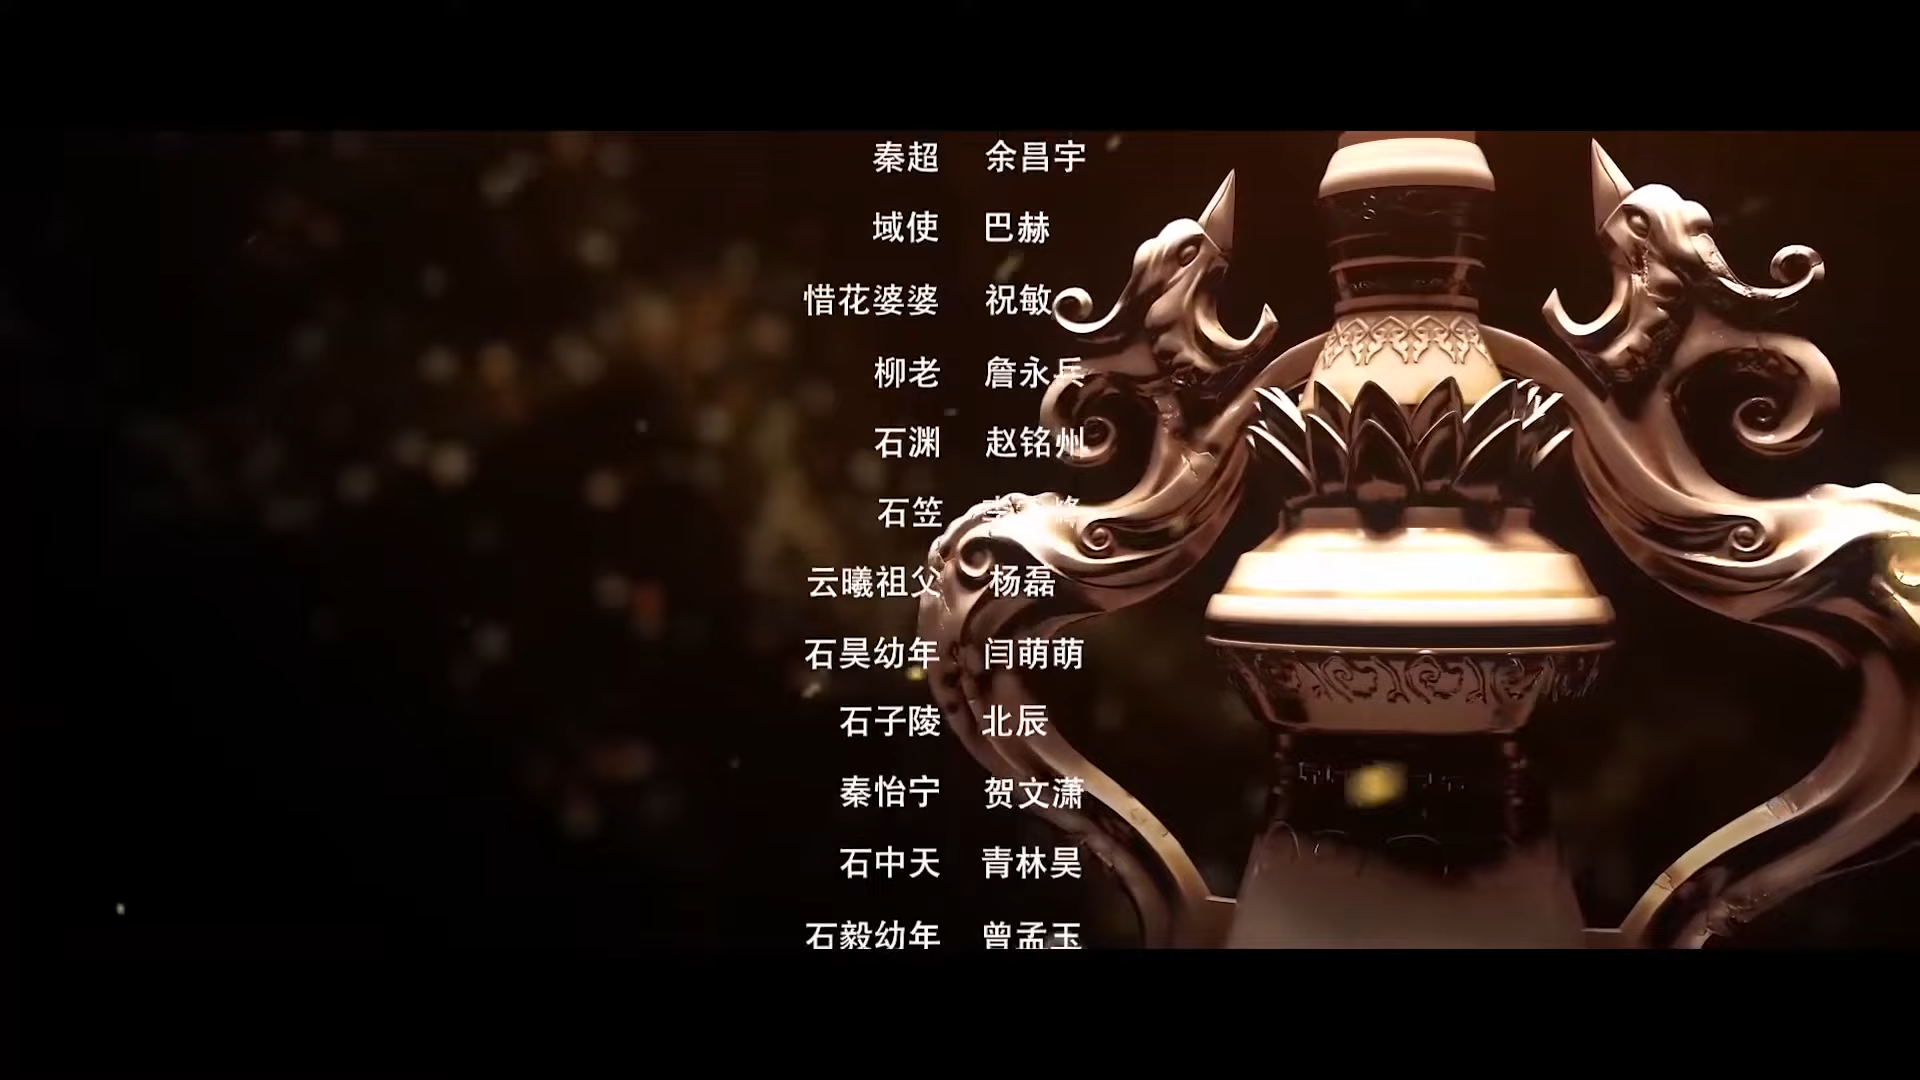 秦超 余昌宇
域使 巴赫
惜花婆婆 祝敏
柳老 詹永兵
石渊 赵铭州
石笠
云曦祖父 杨磊
石昊幼年 闫萌萌
石子陵 北辰
秦怡宁 贺文潇
石中天 青林昊
石毅幼年 曾孟玉